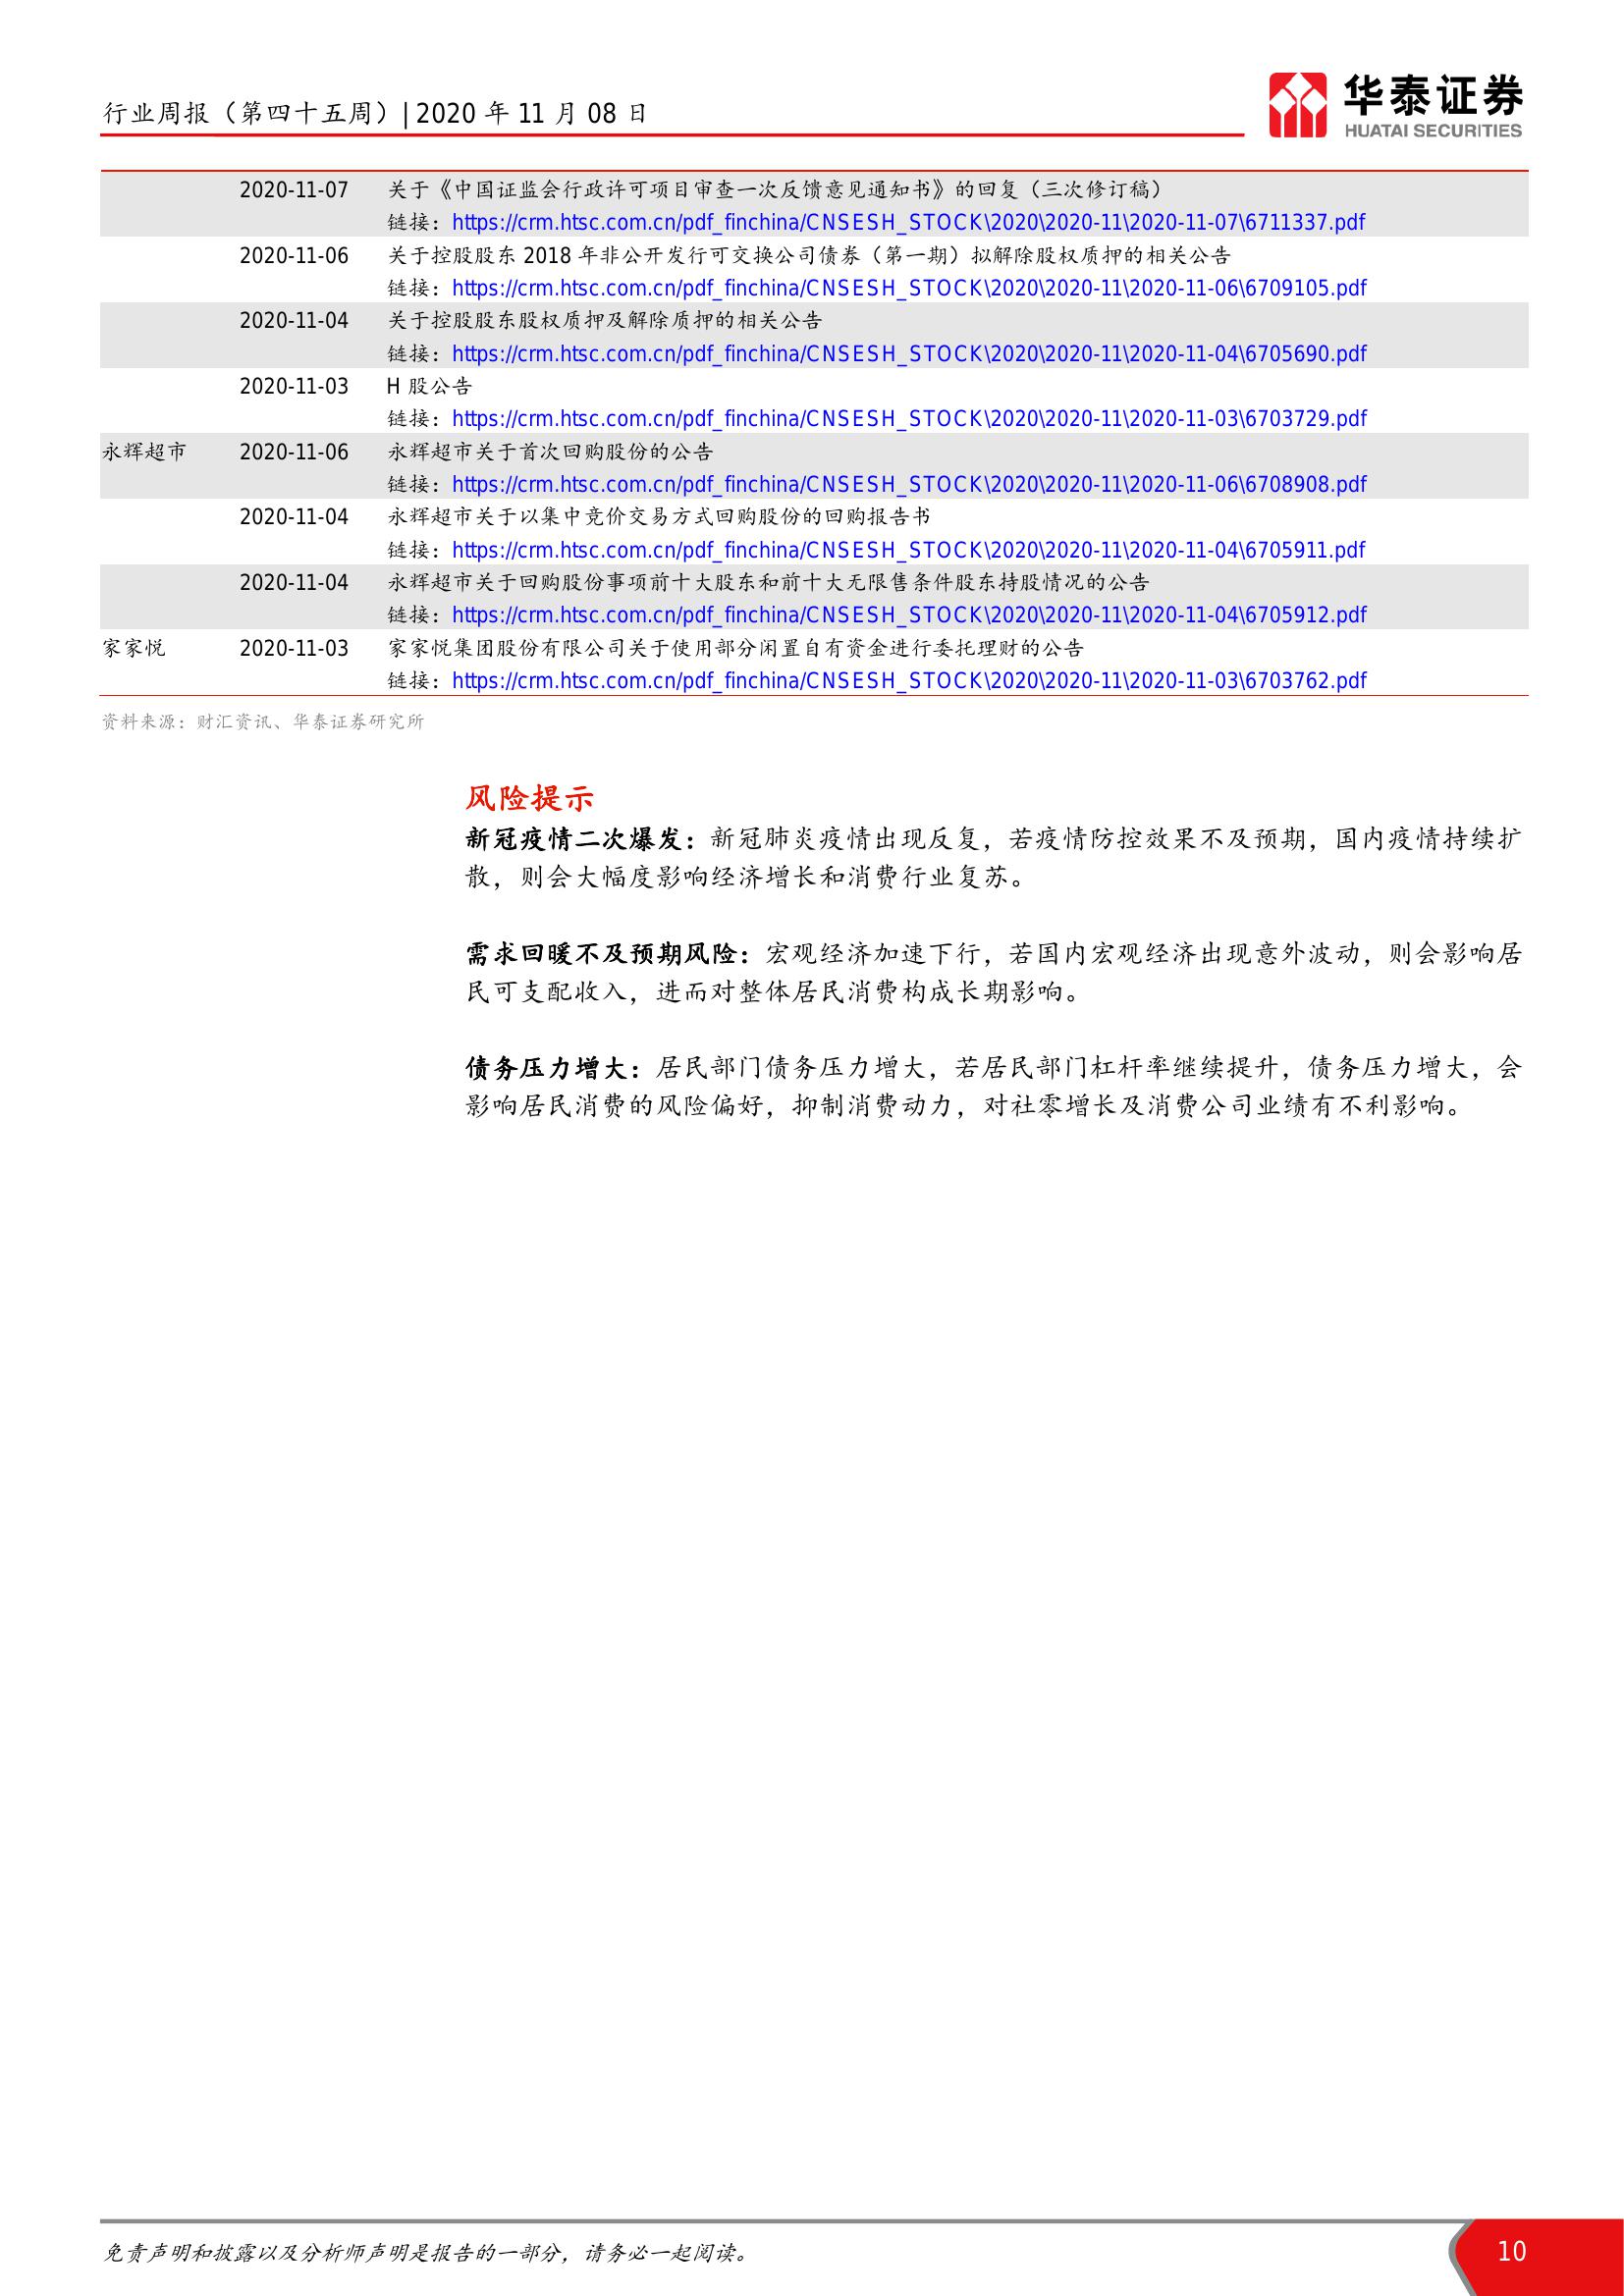 行业周报（第四十五周）| 2020 年 11 月 08 日
华泰证券
HUATAI SECURITIES
2020-11-07 关于《中国证监会行政许可项目审查一次反馈意见通知书》的回复（三次修订稿）
链接：https://crm.htsc.com.cn/pdf_finchina/CNSESH_STOCK\2020\2020-11\2020-11-07\6711337.pdf
2020-11-06 关于控股股东 2018 年非公开发行可交换公司债券（第一期）拟解除股权质押的相关公告
链接：https://crm.htsc.com.cn/pdf_finchina/CNSESH_STOCK\2020\2020-11\2020-11-06\6709105.pdf
2020-11-04 关于控股股东股权质押及解除质押的相关公告
链接：https://crm.htsc.com.cn/pdf_finchina/CNSESH_STOCK\2020\2020-11\2020-11-04\6705690.pdf
2020-11-03 H 股公告
链接：https://crm.htsc.com.cn/pdf_finchina/CNSESH_STOCK\2020\2020-11\2020-11-03\6703729.pdf
永辉超市 2020-11-06 永辉超市关于首次回购股份的公告
链接：https://crm.htsc.com.cn/pdf_finchina/CNSESH_STOCK\2020\2020-11\2020-11-06\6708908.pdf
2020-11-04 永辉超市关于以集中竞价交易方式回购股份的回购报告书
链接：https://crm.htsc.com.cn/pdf_finchina/CNSESH_STOCK\2020\2020-11\2020-11-04\6705911.pdf
2020-11-04 永辉超市关于回购股份事项前十大股东和前十大无限售条件股东持股情况的公告
链接：https://crm.htsc.com.cn/pdf_finchina/CNSESH_STOCK\2020\2020-11\2020-11-04\6705912.pdf
家家悦 2020-11-03 家家悦集团股份有限公司关于使用部分闲置自有资金进行委托理财的公告
链接：https://crm.htsc.com.cn/pdf_finchina/CNSESH_STOCK\2020\2020-11\2020-11-03\6703762.pdf
资料来源：财汇资讯、华泰证券研究所
风险提示
新冠疫情二次爆发：新冠肺炎疫情出现反复，若疫情防控效果不及预期，国内疫情持续扩
散，则会大幅度影响经济增长和消费行业复苏。
需求回暖不及预期风险：宏观经济加速下行，若国内宏观经济出现意外波动，则会影响居
民可支配收入，进而对整体居民消费构成长期影响。
债务压力增大：居民部门债务压力增大，若居民部门杠杆率继续提升，债务压力增大，会
影响居民消费的风险偏好，抑制消费动力，对社零增长及消费公司业绩有不利影响。
免责声明和披露以及分析师声明是报告的一部分，请务必一起阅读。
10